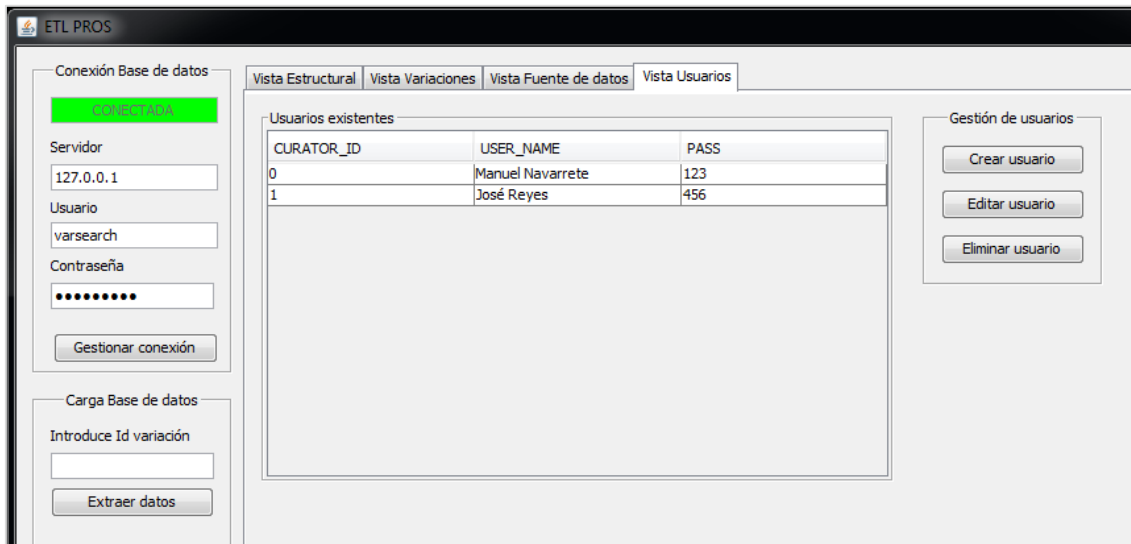 ETL PROS
Conexión Base de datos
CONECTADA
Servidor
127.0.0.1
Usuario
varsearch
Contraseña
●●●●●●●●●
Gestionar conexión
Carga Base de datos
Introduce Id variación
Extraer datos
Vista Estructural Vista Variaciones Vista Fuente de datos Vista Usuarios
Usuarios existentes
CURATOR_ID USER_NAME PASS
0 Manuel Navarrete 123
1 José Reyes 456
Gestión de usuarios
Crear usuario
Editar usuario
Eliminar usuario